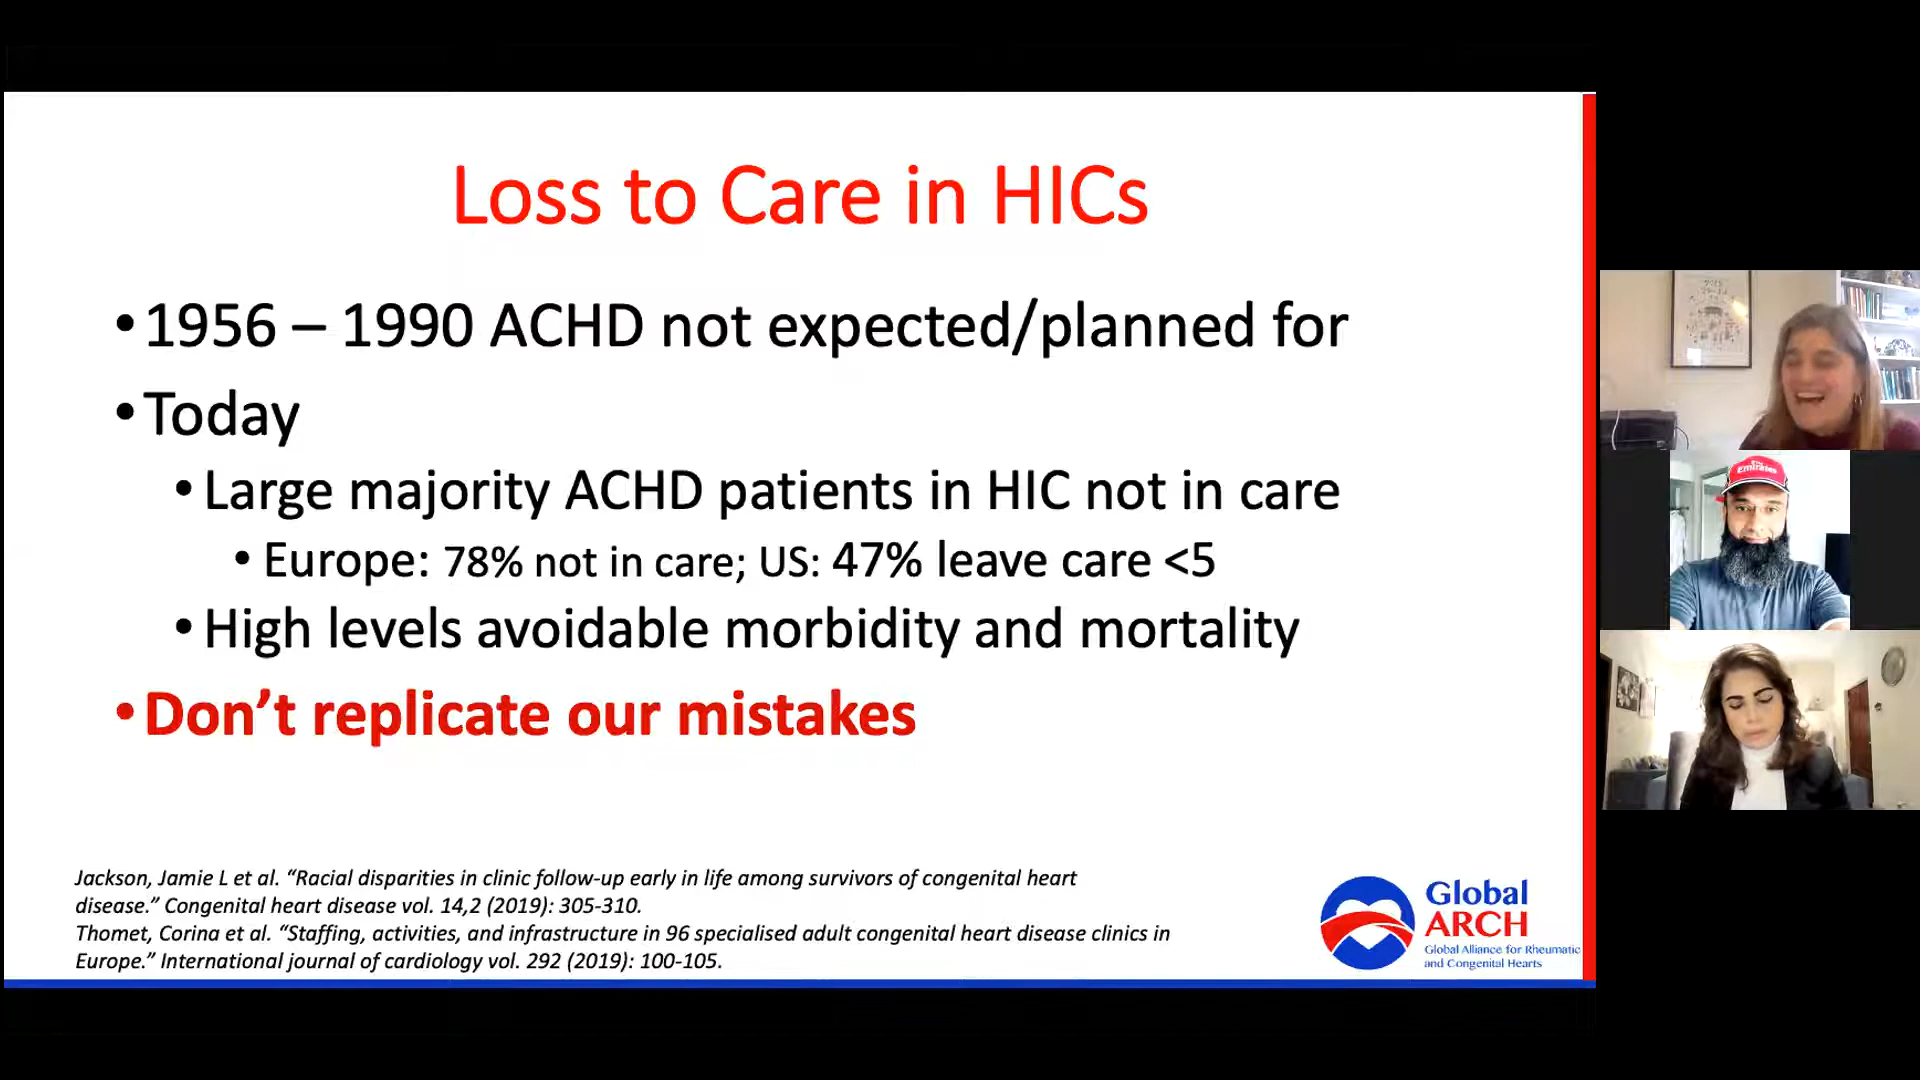 Loss to Care in HICs
•1956 – 1990 ACHD not expected/planned for
•Today
•Large majority ACHD patients in HIC not in care
•Europe: 78% not in care; US: 47% leave care <5
•High levels avoidable morbidity and mortality
•Don’t replicate our mistakes
Jackson, Jamie L et al. “Racial disparities in clinic follow-up early in life among survivors of congenital heart
disease.” Congenital heart disease vol. 14,2 (2019): 305-310.
Thomet, Corina et al. “Staffing, activities, and infrastructure in 96 specialised adult congenital heart disease clinics in
Europe.” International journal of cardiology vol. 292 (2019): 100-105.
Global
ARCH
Global Alliance for Rheumatic
and Congenital Hearts
Emirates